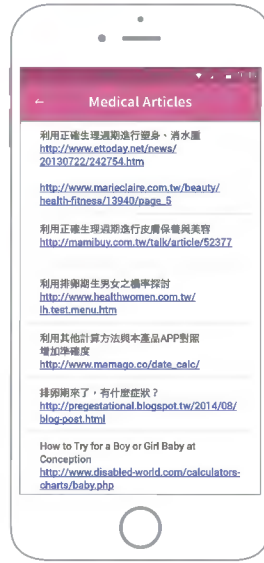 Medical Articles
利用正確生理週期進行塑身、消水腫
http://www.ettoday.net/news/
20130722/242754.htm
http://www.marieclaire.com.tw/beauty/
health-fitness/13940/page_5
利用正確生理週期進行皮膚保養與美容
http://mamibuy.com.tw/talk/article/52377
利用排卵期生男女之機率探討
http://www.healthwomen.com.tw/
lh.test.menu.htm
利用其他計算方法與本產品APP對照
增加準確度
http://www.mamago.co/date_calc/
排卵期來了,有什麼症狀?
http://pregestational.blogspot.tw/2014/08/
blog-post.html
How to Try for a Boy or Girl Baby at
Conception
http://www.disabled-world.com/calculators-
charts/baby.php